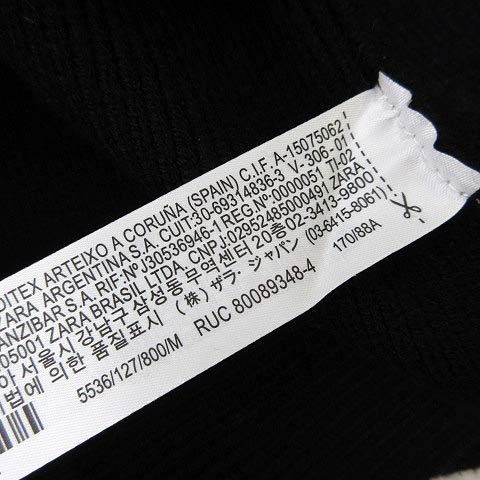 DITEX ARTEIXO A CORUNA (SPAIN) C.I.F: A-15075062
ZARA ARGENTINA S.A. CUIT:30-69314836-3 V-306-01
ANZIBAR S.A. RIF: Nº J30536946-1 REG Nº:0000051 TI-02
05001 ZARA BRASIL LTDA, CNPJ:02952485000491 ZARA
아 서울시 강남구 삼성동무역센터 20층 02-3413-9800
법에 의한 품질표시 (株) ザラ・ジャパン (03-6415-8061)
5536/127/800/M RUC 80089348-4 170/88A